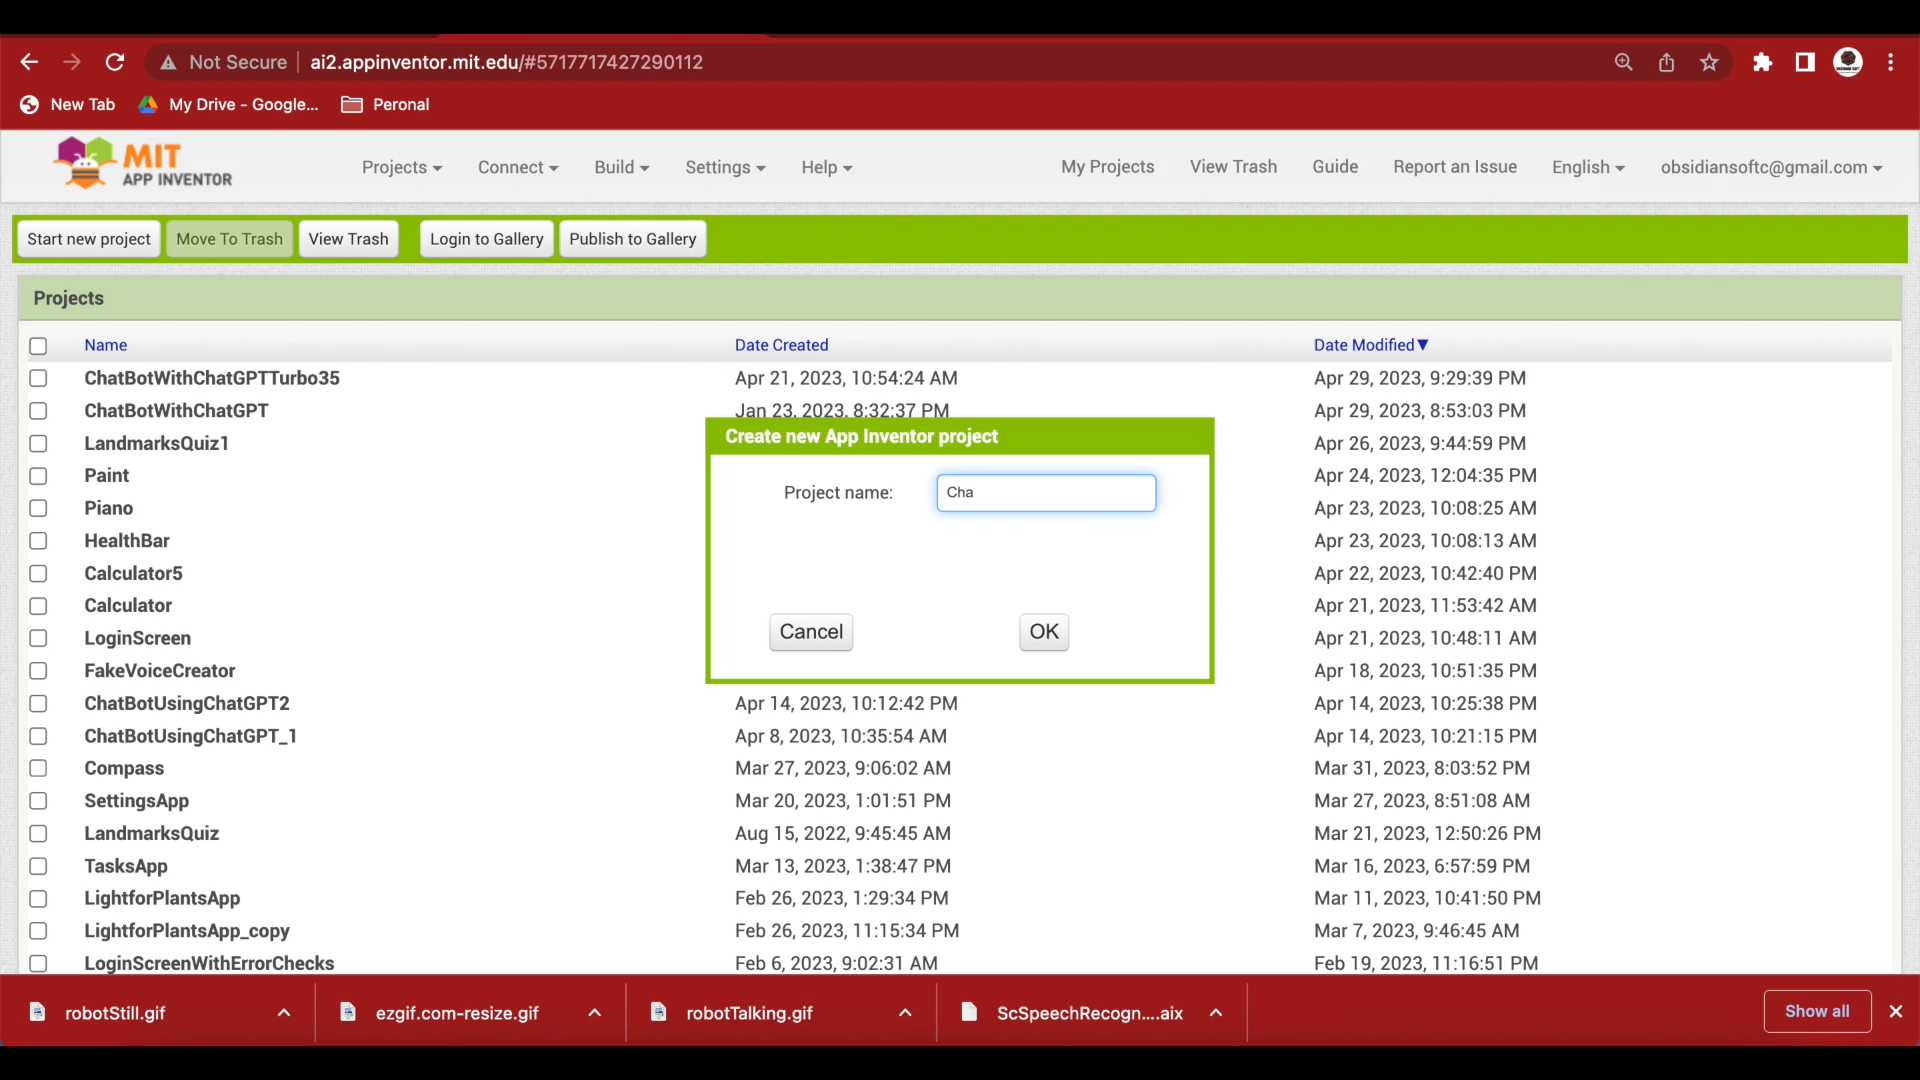 Not Secure | ai2.appinventor.mit.edu/#5717717427290112
New Tab My Drive - Google... Peronal
MIT APP INVENTOR
Projects Connect Build Settings Help My Projects View Trash Guide Report an Issue English obsidiansoftc@gmail.com
Start new project Move To Trash View Trash Login to Gallery Publish to Gallery
Projects
Name Date Created Date Modified▼
ChatBotWithChatGPTTurbo35 Apr 21, 2023, 10:54:24 AM Apr 29, 2023, 9:29:39 PM
ChatBotWithChatGPT Jan 23, 2023, 8:32:37 PM Apr 29, 2023, 8:53:03 PM
LandmarksQuiz1 Apr 26, 2023, 9:44:59 PM
Paint Apr 24, 2023, 12:04:35 PM
Piano Apr 23, 2023, 10:08:25 AM
HealthBar Apr 23, 2023, 10:08:13 AM
Calculator5 Apr 22, 2023, 10:42:40 PM
Calculator Apr 21, 2023, 11:53:42 AM
LoginScreen Apr 21, 2023, 10:48:11 AM
FakeVoiceCreator Apr 18, 2023, 10:51:35 PM
Create new App Inventor project
Project name: Cha
Cancel OK
ChatBotUsingChatGPT2 Apr 14, 2023, 10:12:42 PM Apr 14, 2023, 10:25:38 PM
ChatBotUsingChatGPT_1 Apr 8, 2023, 10:35:54 AM Apr 14, 2023, 10:21:15 PM
Compass Mar 27, 2023, 9:06:02 AM Mar 31, 2023, 8:03:52 PM
SettingsApp Mar 20, 2023, 1:01:51 PM Mar 27, 2023, 8:51:08 AM
LandmarksQuiz Aug 15, 2022, 9:45:45 AM Mar 21, 2023, 12:50:26 PM
TasksApp Mar 13, 2023, 1:38:47 PM Mar 16, 2023, 6:57:59 PM
LightforPlantsApp Feb 26, 2023, 1:29:34 PM Mar 11, 2023, 10:41:50 PM
LightforPlantsApp_copy Feb 26, 2023, 11:15:34 PM Mar 7, 2023, 9:46:45 AM
LoginScreenWithErrorChecks Feb 6, 2023, 9:02:31 AM Feb 19, 2023, 11:16:51 PM
robotStill.gif ezgif.com-resize.gif robotTalking.gif ScSpeechRecogn....aix Show all